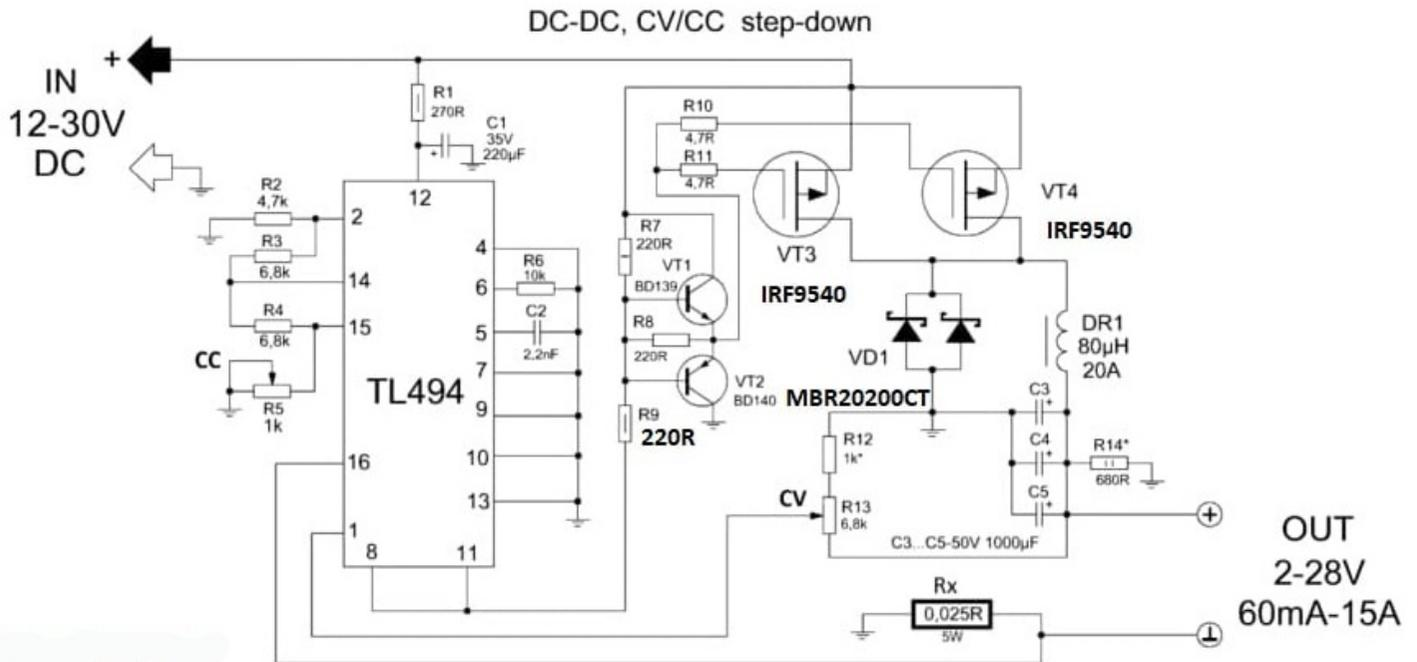 DC-DC, CV/CC step-down
+
IN
12-30V
DC
R1
270R
C1
35V
220µF
+
R2
4,7k
R3
6,8k
R4
6,8k
CC
R5
1k
12
2
14
15
16
1
8
11
4
6
5
7
9
10
13
TL494
R6
10k
C2
2,2nF
R10
4,7R
R11
4,7R
R7
220R
VT1
BD139
R8
220R
VT2
BD140
R9
220R
VT3
IRF9540
VT4
IRF9540
VD1
MBR20200CT
DR1
80µH
20A
C3
+
C4
+
C5
+
R14*
680R
R12
1k*
CV
R13
6,8k
C3...C5-50V 1000µF
Rx
0,025R
5W
+
OUT
2-28V
60mA-15A